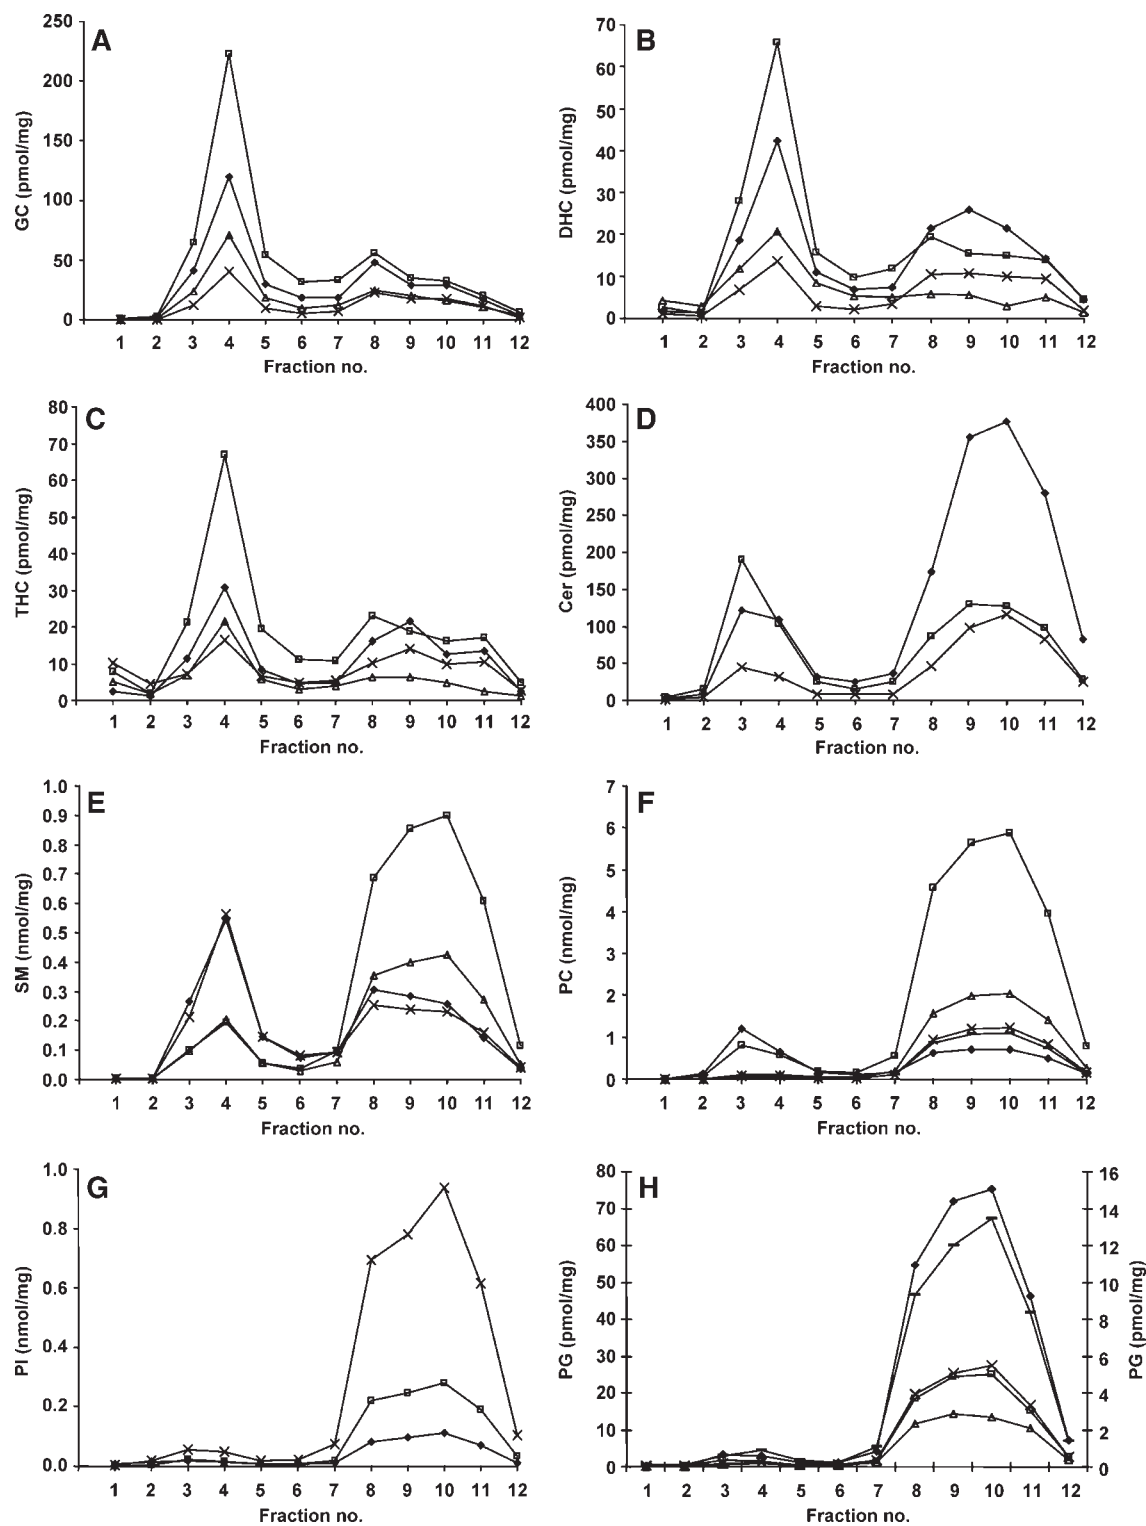 A
GC (pmol/mg)
250
200
150
100
50
0
1 2 3 4 5 6 7 8 9 10 11 12
Fraction no.
B
DHC (pmol/mg)
70
60
50
40
30
20
10
0
1 2 3 4 5 6 7 8 9 10 11 12
Fraction no.
C
THC (pmol/mg)
80
70
60
50
40
30
20
10
0
1 2 3 4 5 6 7 8 9 10 11 12
Fraction no.
D
Cer (pmol/mg)
400
350
300
250
200
150
100
50
0
1 2 3 4 5 6 7 8 9 10 11 12
Fraction no.
E
SM (nmol/mg)
1.0
0.9
0.8
0.7
0.6
0.5
0.4
0.3
0.2
0.1
0.0
1 2 3 4 5 6 7 8 9 10 11 12
Fraction no.
F
PC (nmol/mg)
7
6
5
4
3
2
1
0
1 2 3 4 5 6 7 8 9 10 11 12
Fraction no.
G
PI (nmol/mg)
1.0
0.8
0.6
0.4
0.2
0.0
1 2 3 4 5 6 7 8 9 10 11 12
Fraction no.
H
PG (pmol/mg)
80
70
60
50
40
30
20
10
0
1 2 3 4 5 6 7 8 9 10 11 12
Fraction no.
16
14
12
10
8
6
4
2
0
PG (pmol/mg)